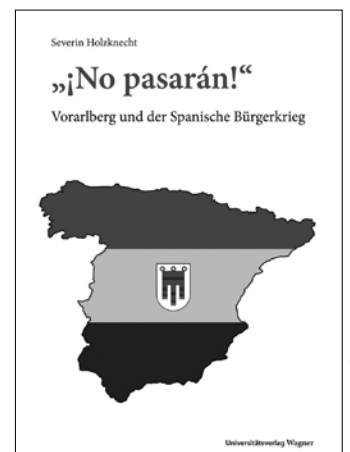 Severin Holzknecht
„¡No pasarán!“
Vorarlberg und der Spanische Bürgerkrieg
Universitätsverlag Wagner